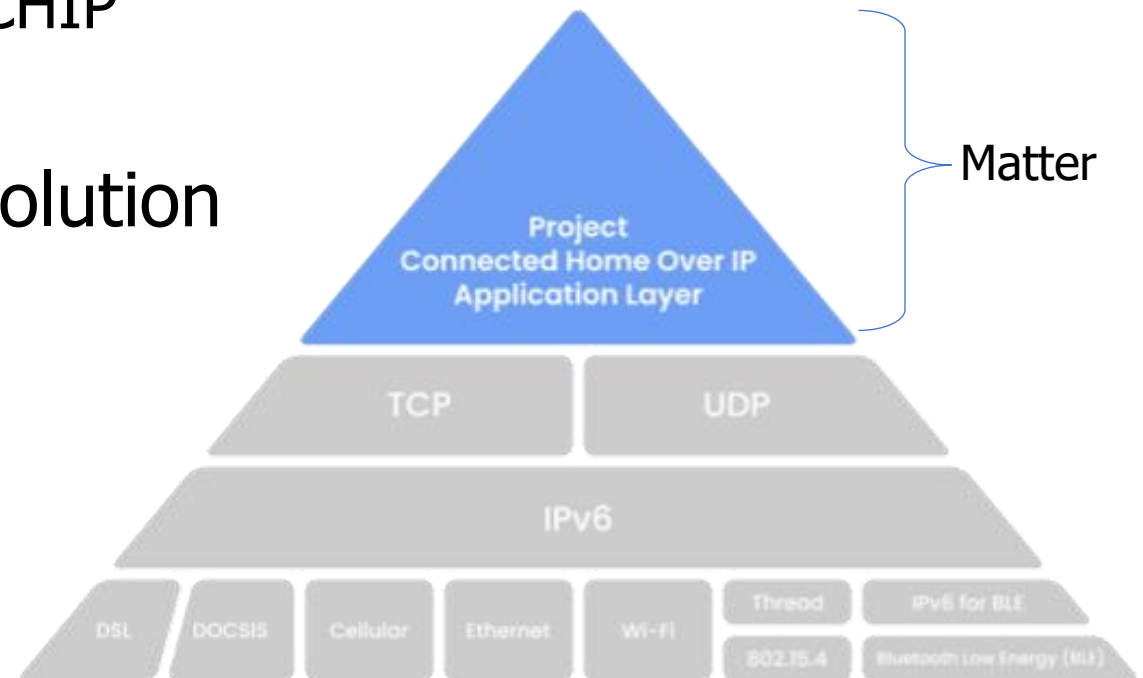 CHIP
olution
Matter
Project
Connected Home Over IP
Application Layer
TCP UDP
IPv6
DSL DOCSIS Cellular Ethernet Wi-Fi Thread IPv6 for BLE
802.15.4 Bluetooth Low Energy (BLE)